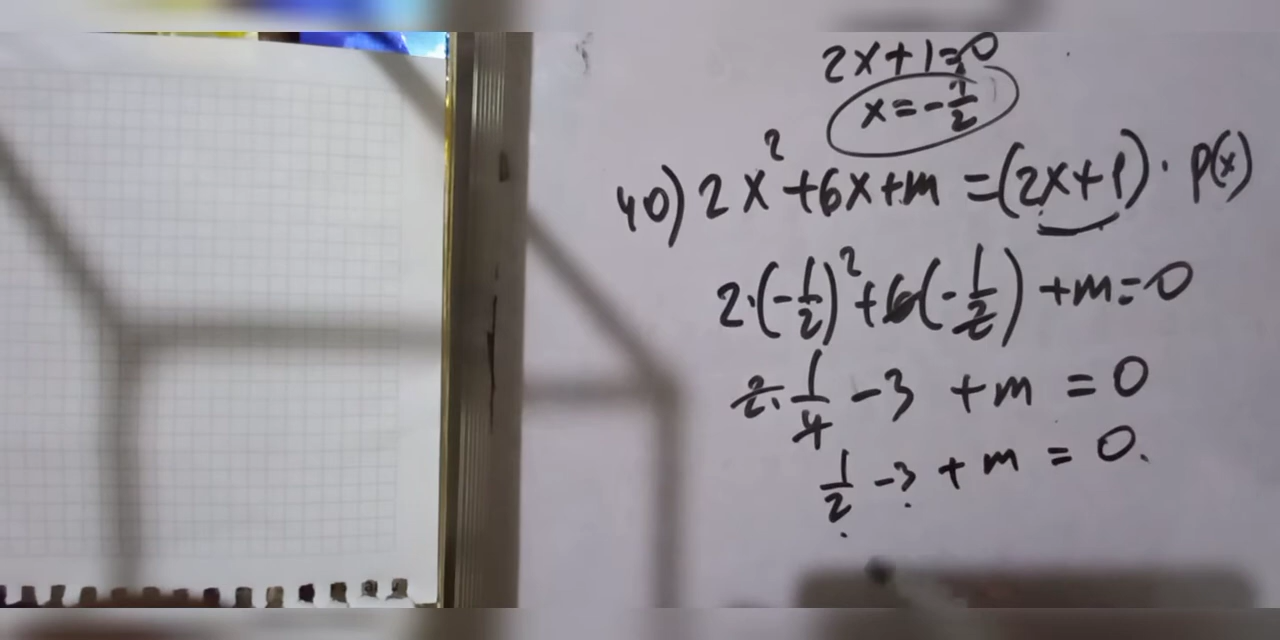 2x+1=0
x=-1/2
40) 2x²+6x+m=(2x+1)·p(x)
2·(-1/2)²+6(-1/2)+m=0
2·1/4-3+m=0
1/2-3+m=0.